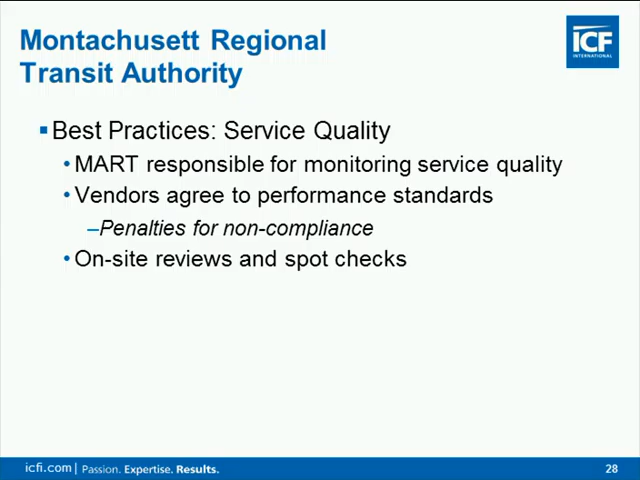 Montachusett Regional
Transit Authority
ICF
INTERNATIONAL
Best Practices: Service Quality
MART responsible for monitoring service quality
Vendors agree to performance standards
–Penalties for non-compliance
On-site reviews and spot checks
icfi.com | Passion. Expertise. Results.
28